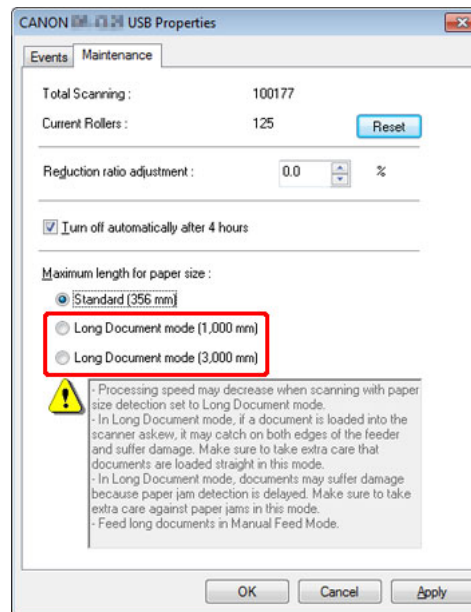 CANON USB Properties
Events Maintenance
Total Scanning : 100177
Current Rollers : 125 Reset
Reduction ratio adjustment : 0.0 %
Turn off automatically after 4 hours
Maximum length for paper size :
Standard (356 mm)
Long Document mode (1,000 mm)
Long Document mode (3,000 mm)
- Processing speed may decrease when scanning with paper
size detection set to Long Document mode.
- In Long Document mode, if a document is loaded into the
scanner askew, it may catch on both edges of the feeder
and suffer damage. Make sure to take extra care that
documents are loaded straight in this mode.
- In Long Document mode, documents may suffer damage
because paper jam detection is delayed. Make sure to take
extra care against paper jams in this mode.
- Feed long documents in Manual Feed Mode.
OK Cancel Apply